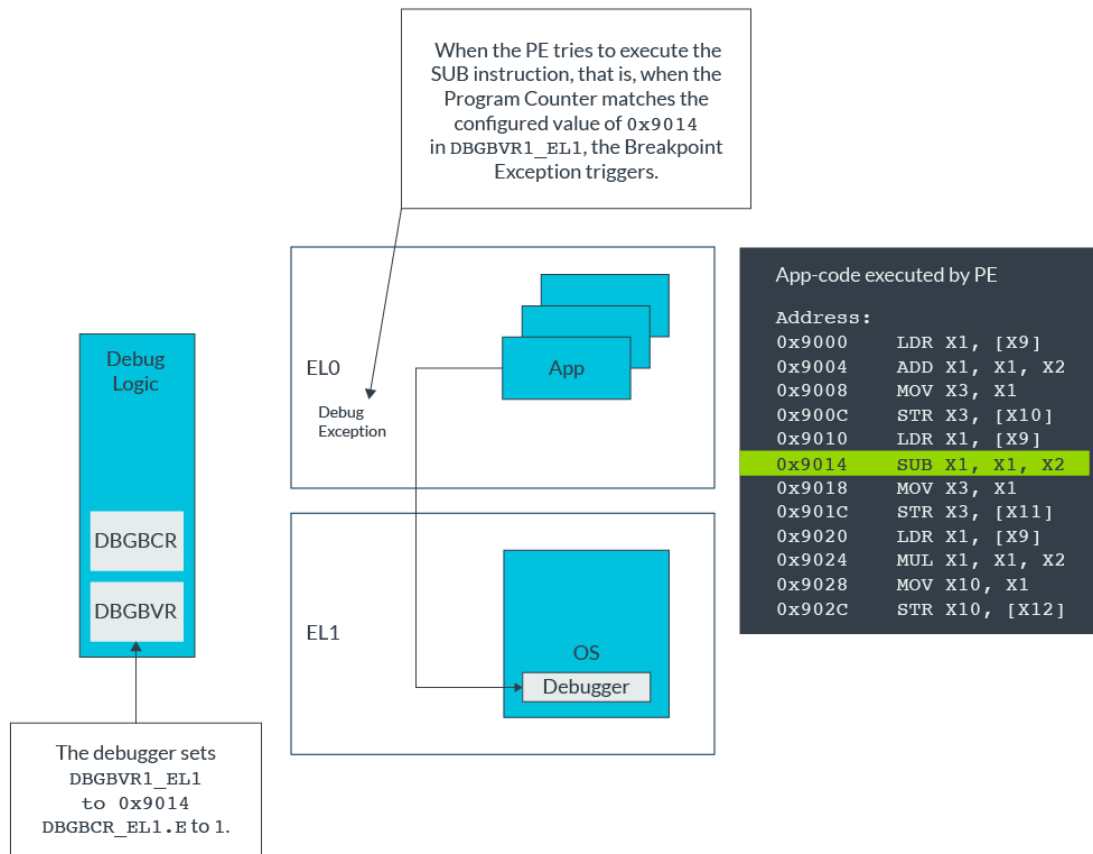 When the PE tries to execute the
SUB instruction, that is, when the
Program Counter matches the
configured value of 0x9014
in DBGBVR1_EL1, the Breakpoint
Exception triggers.
Debug
Logic
DBGBCR
DBGBVR
The debugger sets
DBGBVR1_EL1
to 0x9014
DBGBCR_EL1.E to 1.
EL0
App
Debug
Exception
EL1
OS
Debugger
App-code executed by PE
Address:
0x9000 LDR X1, [X9]
0x9004 ADD X1, X1, X2
0x9008 MOV X3, X1
0x900C STR X3, [X10]
0x9010 LDR X1, [X9]
0x9014 SUB X1, X1, X2
0x9018 MOV X3, X1
0x901C STR X3, [X11]
0x9020 LDR X1, [X9]
0x9024 MUL X1, X1, X2
0x9028 MOV X10, X1
0x902C STR X10, [X12]